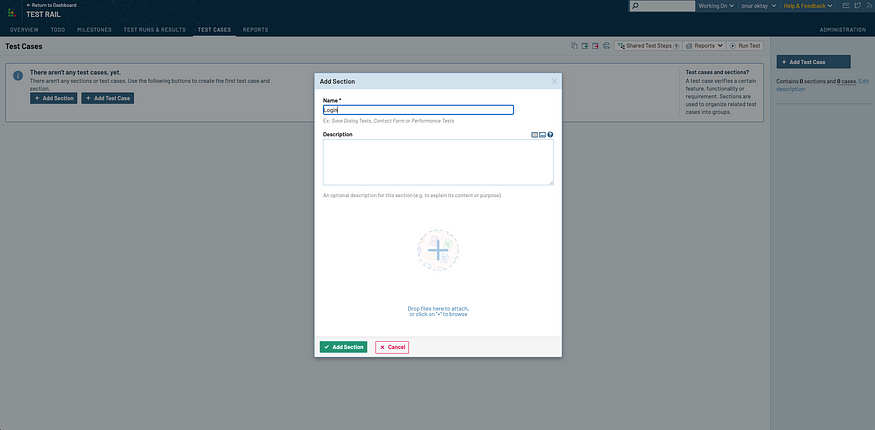 ← Return to Dashboard
TEST RAIL
Working On
onur oktay
Help & Feedback
OVERVIEW
TODO
MILESTONES
TEST RUNS & RESULTS
TEST CASES
REPORTS
ADMINISTRATION
Test Cases
Shared Test Steps
Reports
Run Test
There aren't any test cases, yet.
There aren't any sections or test cases. Use the following buttons to create the first test case and
section.
+ Add Section
+ Add Test Case
Add Section
Name *
Login
Ex: Save Dialog Tests, Contact Form or Performance Tests
Description
An optional description for this section (e.g. to explain its content or purpose).
Drop files here to attach,
or click on "+" to browse
Add Section
Cancel
Test cases and sections?
A test case verifies a certain
feature, functionality or
requirement. Sections are
used to organize related test
cases into groups.
+ Add Test Case
Contains 0 sections and 0 cases. Edit
description